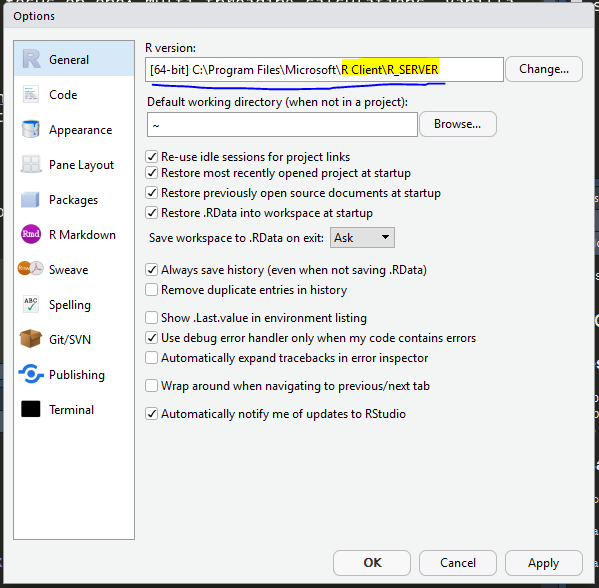 Options
General
Code
Appearance
Pane Layout
Packages
R Markdown
Sweave
Spelling
Git/SVN
Publishing
Terminal
R version:
[64-bit] C:\Program Files\Microsoft\R Client\R_SERVER
Change...
Default working directory (when not in a project):
~
Browse...
Re-use idle sessions for project links
Restore most recently opened project at startup
Restore previously open source documents at startup
Restore .RData into workspace at startup
Save workspace to .RData on exit: Ask
Always save history (even when not saving .RData)
Remove duplicate entries in history
Show .Last.value in environment listing
Use debug error handler only when my code contains errors
Automatically expand tracebacks in error inspector
Wrap around when navigating to previous/next tab
Automatically notify me of updates to RStudio
OK
Cancel
Apply